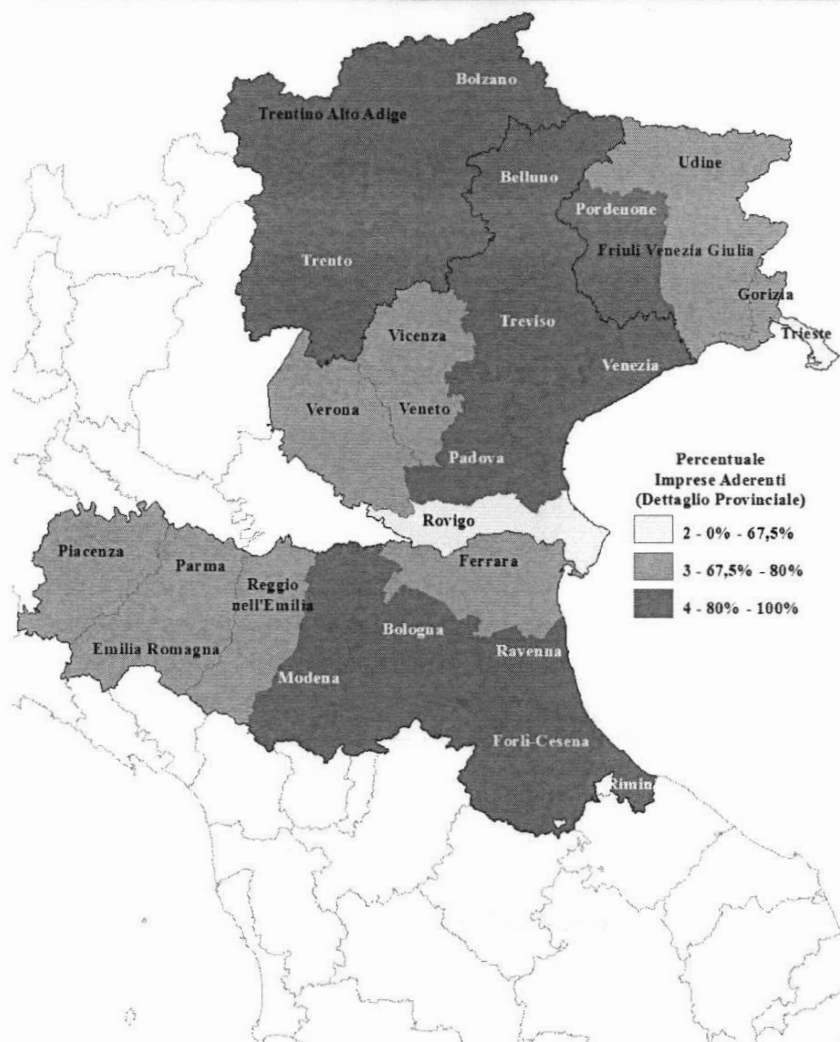 Bolzano
Trentino Alto Adige
Udine
Belluno
Pordenone
Trento
Friuli Venezia Giulia
Gorizia
Treviso
Trieste
Vicenza
Venezia
Verona
Veneto
Padova
Rovigo
Percentuale
Imprese Aderenti
(Dettaglio Provinciale)
2 - 0% - 67,5%
3 - 67,5% - 80%
4 - 80% - 100%
Piacenza
Parma
Reggio
nell'Emilia
Ferrara
Bologna
Emilia Romagna
Ravenna
Modena
Forlì-Cesena
Rimini